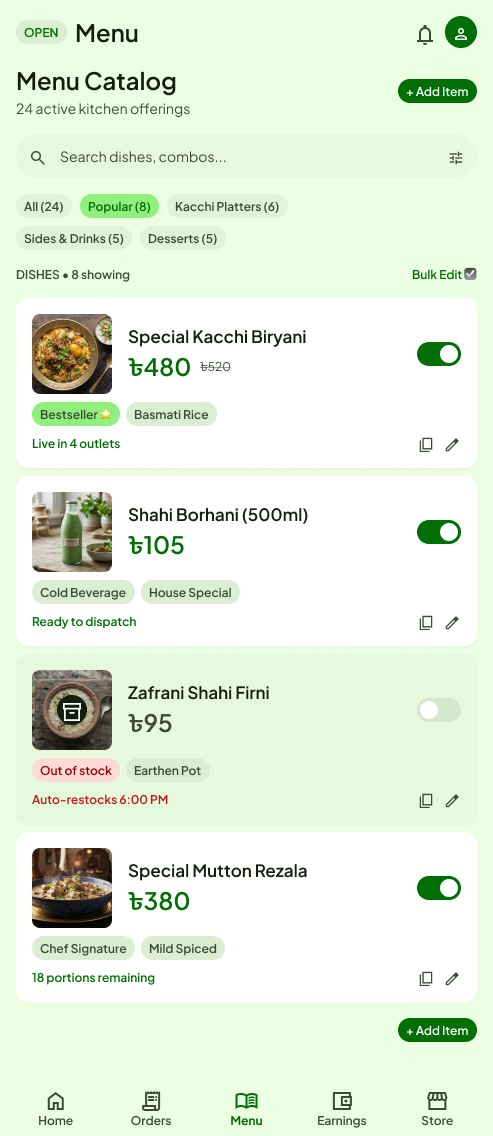 OPEN Menu
Menu Catalog
24 active kitchen offerings
+ Add Item
Search dishes, combos...
All (24) Popular (8) Kacchi Platters (6)
Sides & Drinks (5) Desserts (5)
DISHES • 8 showing Bulk Edit
Special Kacchi Biryani
৳480 ৳520
Bestseller⭐ Basmati Rice
Live in 4 outlets
Shahi Borhani (500ml)
৳105
Cold Beverage House Special
Ready to dispatch
Zafrani Shahi Firni
৳95
Out of stock Earthen Pot
Auto-restocks 6:00 PM
Special Mutton Rezala
৳380
Chef Signature Mild Spiced
18 portions remaining
+ Add Item
Home Orders Menu Earnings Store